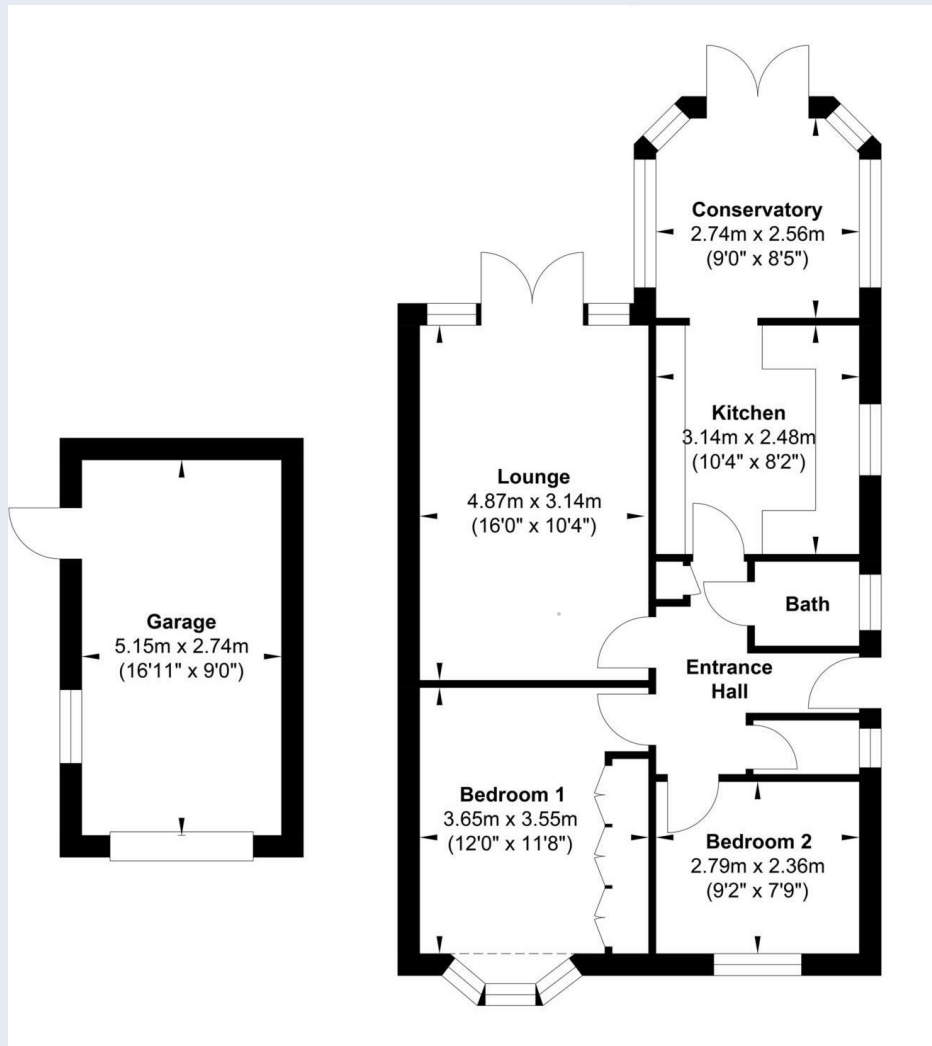 Conservatory
2.74m x 2.56m
(9'0" x 8'5")
Kitchen
3.14m x 2.48m
(10'4" x 8'2")
Lounge
4.87m x 3.14m
(16'0" x 10'4")
Garage
5.15m x 2.74m
(16'11" x 9'0")
Bath
Entrance
Hall
Bedroom 1
3.65m x 3.55m
(12'0" x 11'8")
Bedroom 2
2.79m x 2.36m
(9'2" x 7'9")